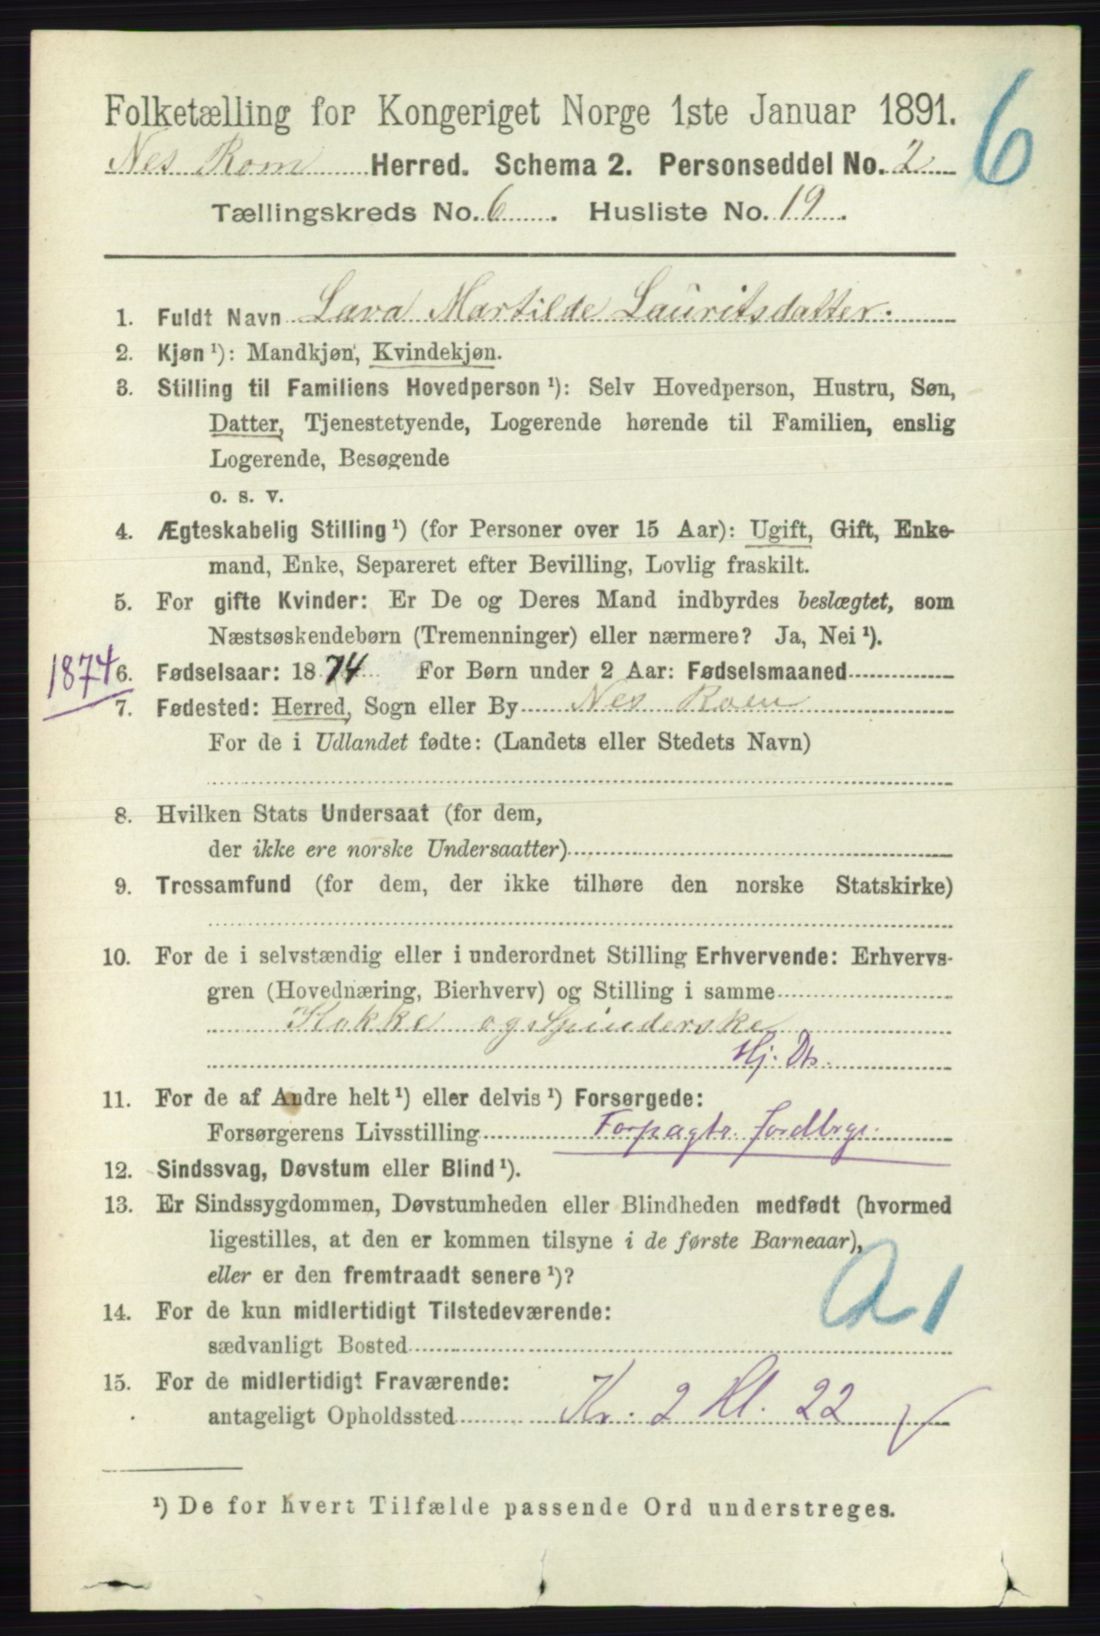 Folketælling for Kongeriget Norge 1ste Januar 1891.
6
Nes Rom Herred. Schema 2. Personseddel No. 2
Tællingskreds No. 6. Husliste No. 19.
1. Fuldt Navn Lava Martilde Lauritsdatter.
2. Kjøn ¹): Mandkjøn, Kvindekjøn.
3. Stilling til Familiens Hovedperson ¹): Selv Hovedperson, Hustru, Søn,
Datter, Tjenestetyende, Logerende hørende til Familien, enslig
Logerende, Besøgende
o. s. v.
4. Ægteskabelig Stilling ¹) (for Personer over 15 Aar): Ugift, Gift, Enke-
mand, Enke, Separeret efter Bevilling, Lovlig fraskilt.
5. For gifte Kvinder: Er De og Deres Mand indbyrdes beslægtet, som
Næstsøskendebørn (Tremenninger) eller nærmere? Ja, Nei ¹).
1874 6. Fødselsaar: 1874 For Børn under 2 Aar: Fødselsmaaned
7. Fødested: Herred, Sogn eller By Nes Rom
For de i Udlandet fødte: (Landets eller Stedets Navn)
8. Hvilken Stats Undersaat (for dem,
der ikke ere norske Undersaatter)
9. Trossamfund (for dem, der ikke tilhøre den norske Statskirke)
10. For de i selvstændig eller i underordnet Stilling Erhvervende: Erhvervs-
gren (Hovednæring, Bierhverv) og Stilling i samme
Kokke og Spinderske
Hj. Dtr.
11. For de af Andre helt ¹) eller delvis ¹) Forsørgede:
Forsørgerens Livsstilling Forpagtr. Jordbrgr.
12. Sindssvag, Døvstum eller Blind ¹).
13. Er Sindssygdommen, Døvstumheden eller Blindheden medfødt (hvormed
ligestilles, at den er kommen tilsyne i de første Barneaar),
eller er den fremtraadt senere ¹)?
14. For de kun midlertidigt Tilstedeværende:
sædvanligt Bosted
15. For de midlertidigt Fraværende:
antageligt Opholdssted Kr. 2 Hl. 22
¹) De for hvert Tilfælde passende Ord understreges.